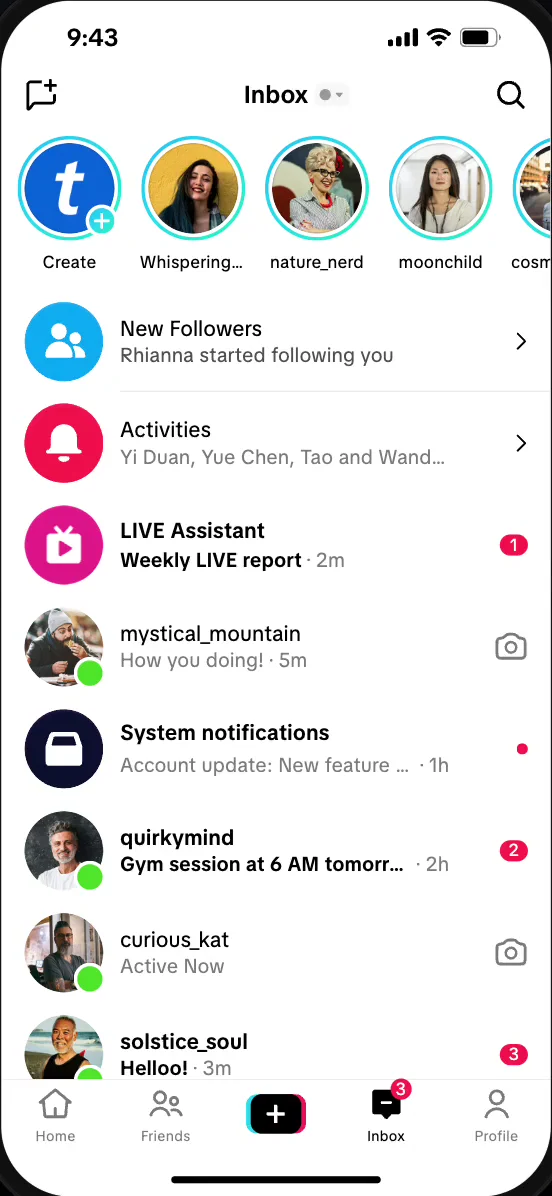 9:43
Inbox
t
Create
Whispering...
nature_nerd
moonchild
cosm
New Followers
Rhianna started following you
Activities
Yi Duan, Yue Chen, Tao and Wand...
LIVE Assistant
Weekly LIVE report · 2m
1
mystical_mountain
How you doing! · 5m
System notifications
Account update: New feature ... · 1h
quirkymind
Gym session at 6 AM tomorr... · 2h
2
curious_kat
Active Now
solstice_soul
Helloo! · 3m
3
3
Home
Friends
Inbox
Profile